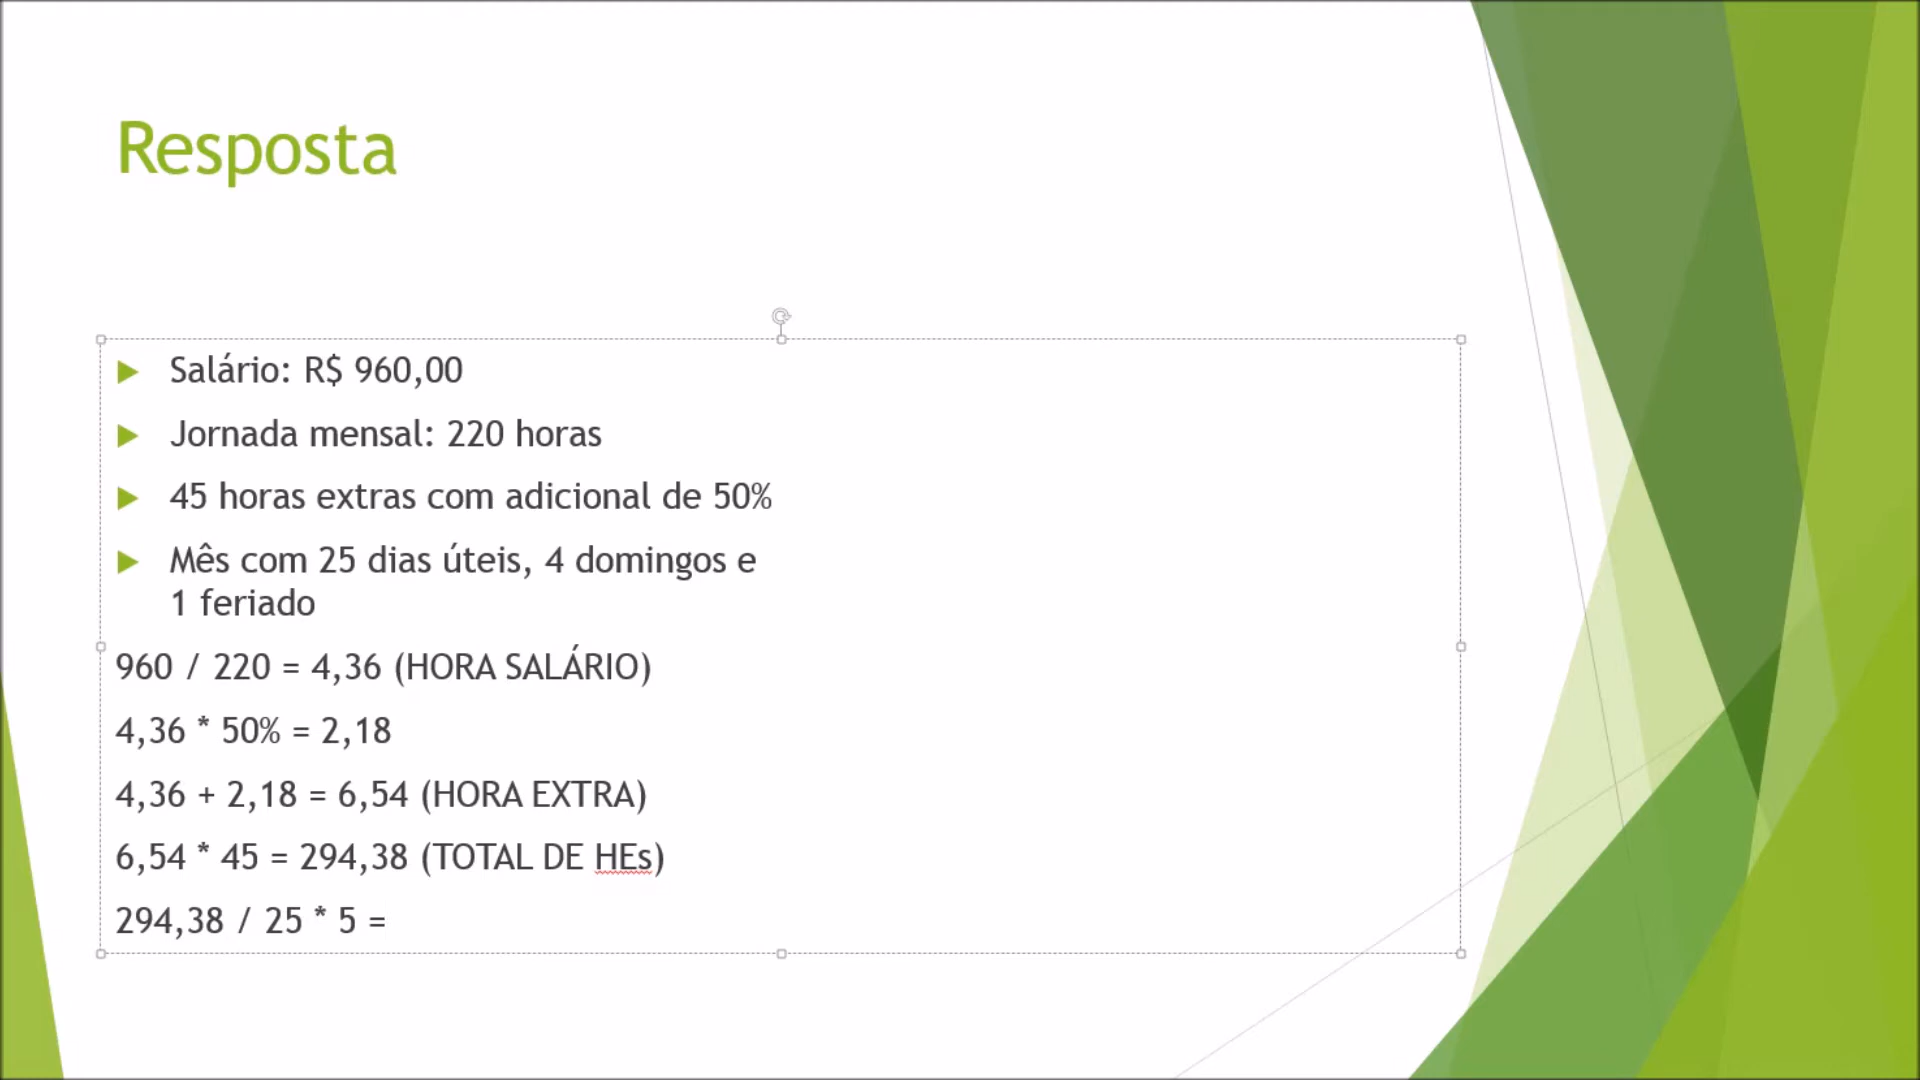 Resposta
Salário: R$ 960,00
Jornada mensal: 220 horas
45 horas extras com adicional de 50%
Mês com 25 dias úteis, 4 domingos e
1 feriado
960 / 220 = 4,36 (HORA SALÁRIO)
4,36 * 50% = 2,18
4,36 + 2,18 = 6,54 (HORA EXTRA)
6,54 * 45 = 294,38 (TOTAL DE HEs)
294,38 / 25 * 5 =